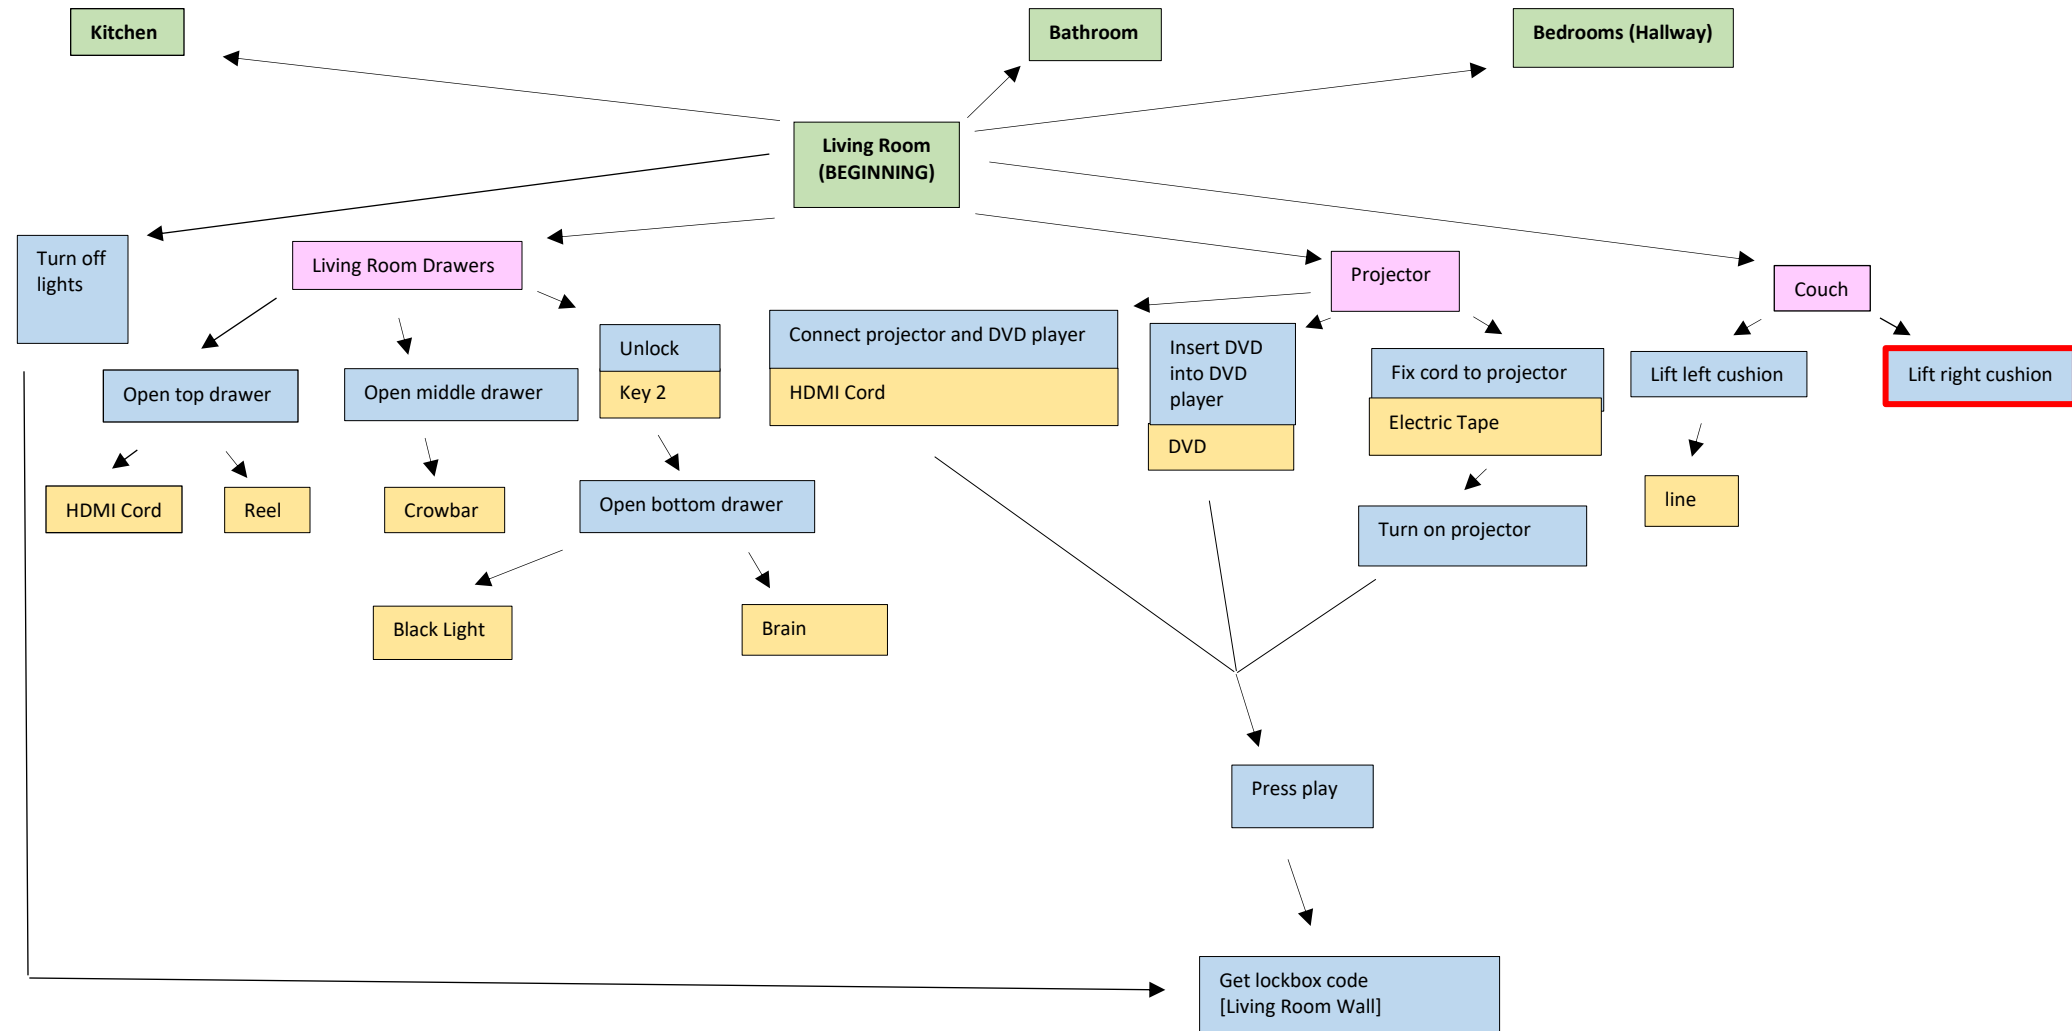 Kitchen
Bathroom
Bedrooms (Hallway)
Living Room
(BEGINNING)
Turn off
lights
Living Room Drawers
Projector
Couch
Unlock
Key 2
Connect projector and DVD player
HDMI Cord
Insert DVD
into DVD
player
DVD
Fix cord to projector
Electric Tape
Lift left cushion
Lift right cushion
Open top drawer
Open middle drawer
HDMI Cord
Reel
Crowbar
Open bottom drawer
line
Turn on projector
Black Light
Brain
Press play
Get lockbox code
[Living Room Wall]